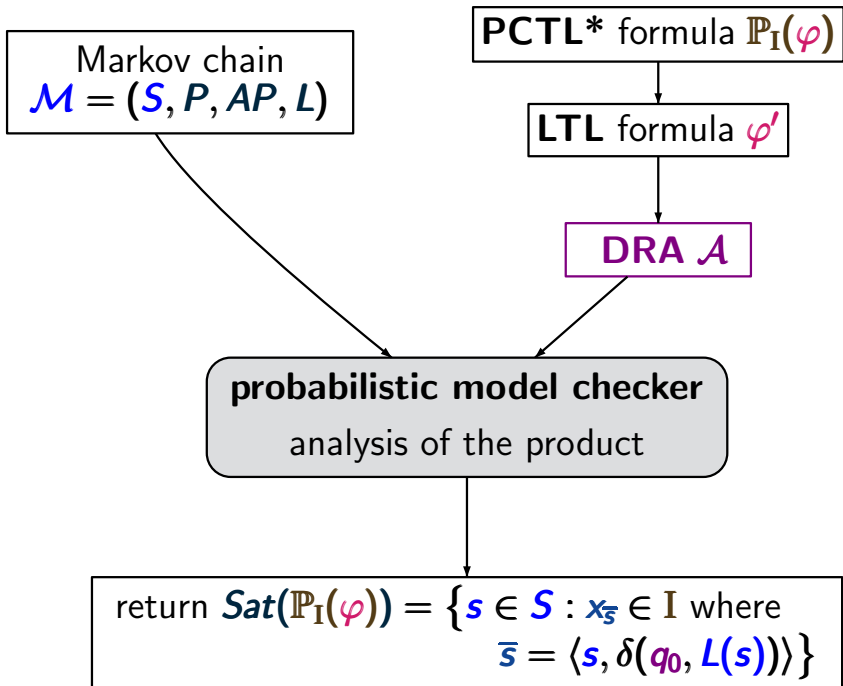 Markov chain
𝓜 = (S, P, AP, L)
PCTL* formula ℙ_I(φ)
LTL formula φ′
DRA 𝒜
probabilistic model checker
analysis of the product
return Sat(ℙ_I(φ)) = {s ∈ S : x_s̅ ∈ I where
s̅ = ⟨s, δ(q₀, L(s))⟩}